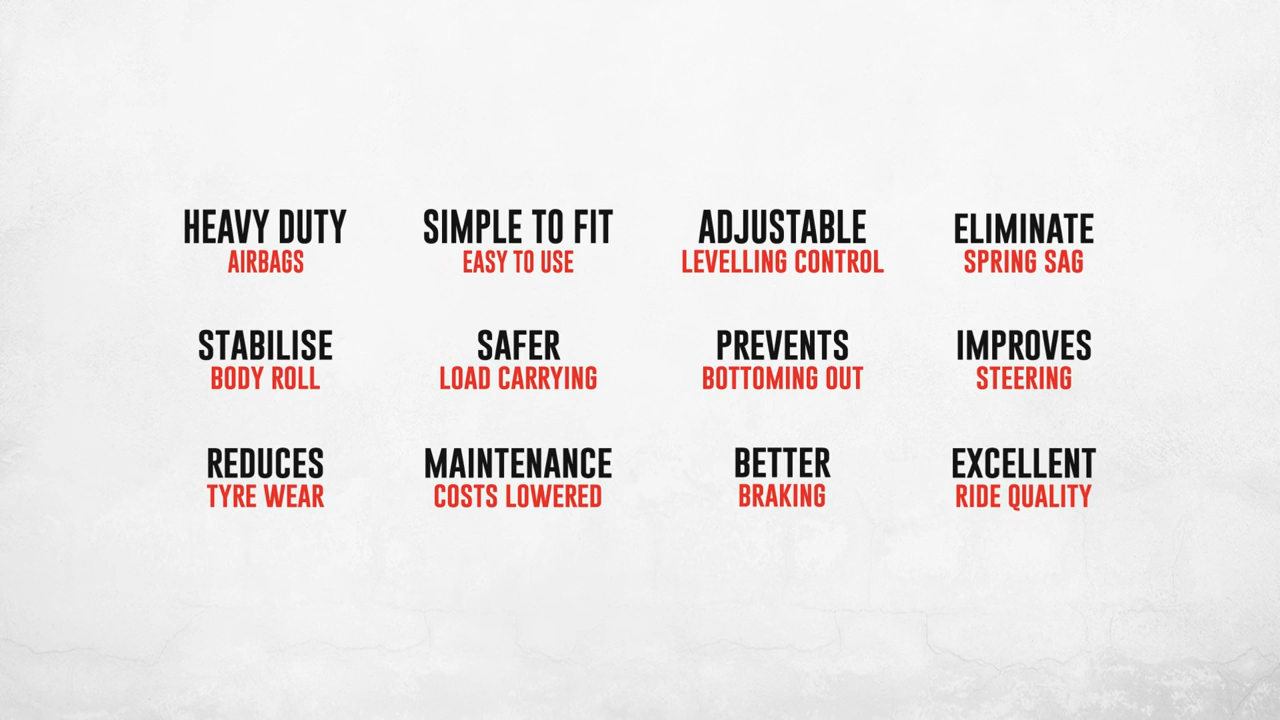 HEAVY DUTY
AIRBAGS
SIMPLE TO FIT
EASY TO USE
ADJUSTABLE
LEVELLING CONTROL
ELIMINATE
SPRING SAG
STABILISE
BODY ROLL
SAFER
LOAD CARRYING
PREVENTS
BOTTOMING OUT
IMPROVES
STEERING
REDUCES
TYRE WEAR
MAINTENANCE
COSTS LOWERED
BETTER
BRAKING
EXCELLENT
RIDE QUALITY